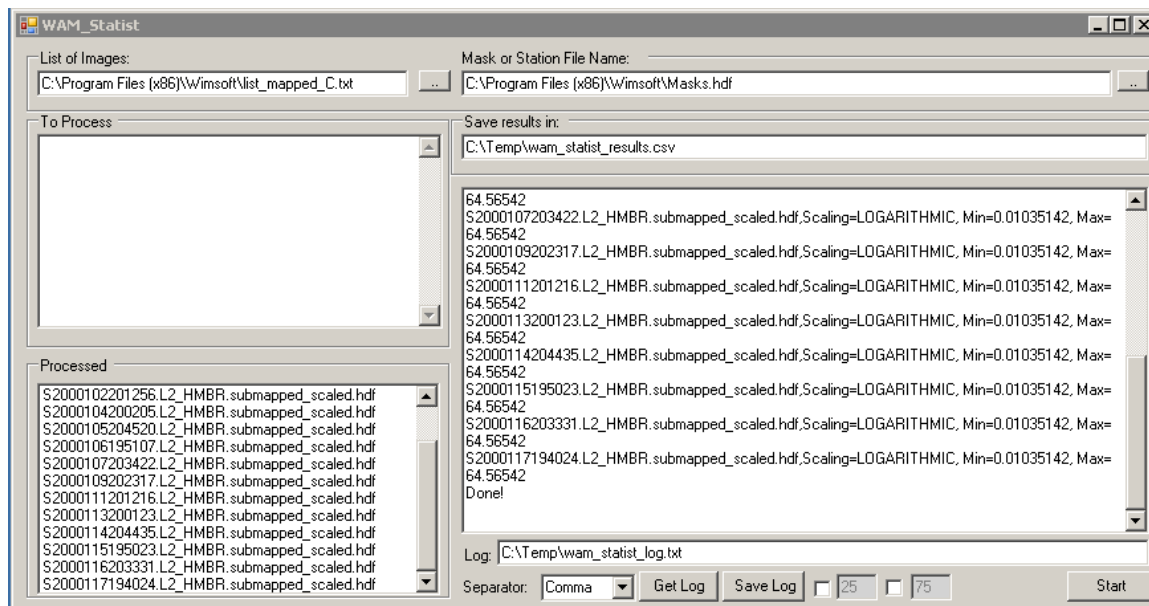 WAM_Statist
List of Images:
C:\Program Files (x86)\Wimsoft\list_mapped_C.txt
..
Mask or Station File Name:
C:\Program Files (x86)\Wimsoft\Masks.hdf
..
To Process
Save results in:
C:\Temp\wam_statist_results.csv
64.56542
S2000107203422.L2_HMBR.submapped_scaled.hdf,Scaling=LOGARITHMIC, Min=0.01035142, Max=
64.56542
S2000109202317.L2_HMBR.submapped_scaled.hdf,Scaling=LOGARITHMIC, Min=0.01035142, Max=
64.56542
S2000111201216.L2_HMBR.submapped_scaled.hdf,Scaling=LOGARITHMIC, Min=0.01035142, Max=
64.56542
S2000113200123.L2_HMBR.submapped_scaled.hdf,Scaling=LOGARITHMIC, Min=0.01035142, Max=
64.56542
S2000114204435.L2_HMBR.submapped_scaled.hdf,Scaling=LOGARITHMIC, Min=0.01035142, Max=
64.56542
S2000115195023.L2_HMBR.submapped_scaled.hdf,Scaling=LOGARITHMIC, Min=0.01035142, Max=
64.56542
S2000116203331.L2_HMBR.submapped_scaled.hdf,Scaling=LOGARITHMIC, Min=0.01035142, Max=
64.56542
S2000117194024.L2_HMBR.submapped_scaled.hdf,Scaling=LOGARITHMIC, Min=0.01035142, Max=
64.56542
Done!
Processed
S2000102201256.L2_HMBR.submapped_scaled.hdf
S2000104200205.L2_HMBR.submapped_scaled.hdf
S2000105204520.L2_HMBR.submapped_scaled.hdf
S2000106195107.L2_HMBR.submapped_scaled.hdf
S2000107203422.L2_HMBR.submapped_scaled.hdf
S2000109202317.L2_HMBR.submapped_scaled.hdf
S2000111201216.L2_HMBR.submapped_scaled.hdf
S2000113200123.L2_HMBR.submapped_scaled.hdf
S2000114204435.L2_HMBR.submapped_scaled.hdf
S2000115195023.L2_HMBR.submapped_scaled.hdf
S2000116203331.L2_HMBR.submapped_scaled.hdf
S2000117194024.L2_HMBR.submapped_scaled.hdf
Log: C:\Temp\wam_statist_log.txt
Separator: Comma Get Log Save Log 25 75 Start